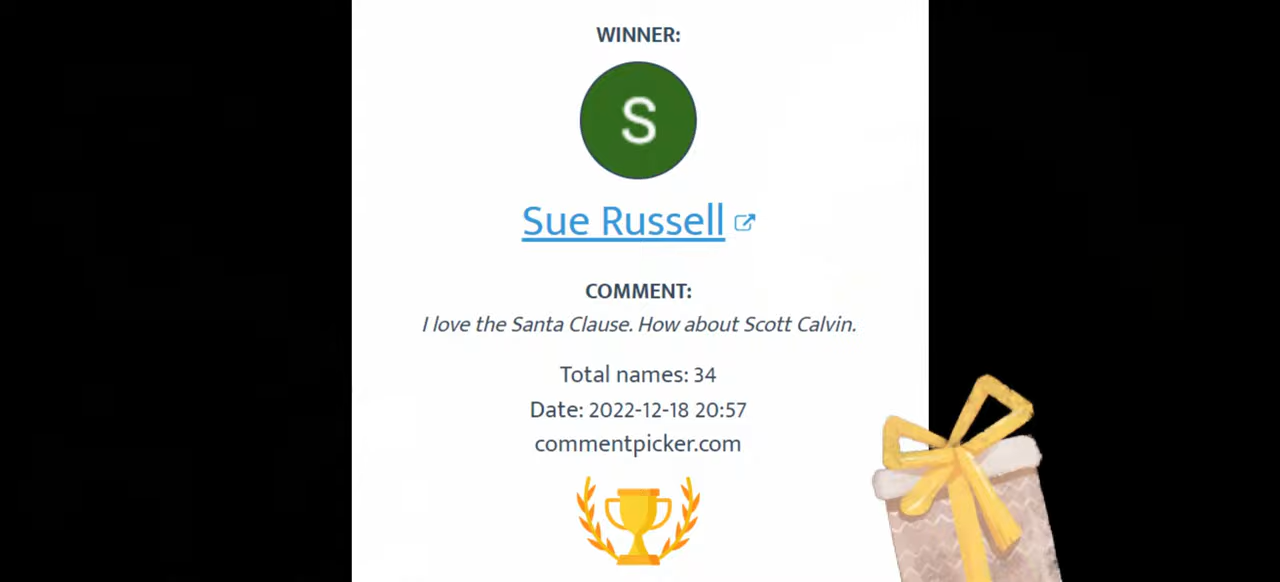 WINNER:
S
Sue Russell
COMMENT:
I love the Santa Clause. How about Scott Calvin.
Total names: 34
Date: 2022-12-18 20:57
commentpicker.com